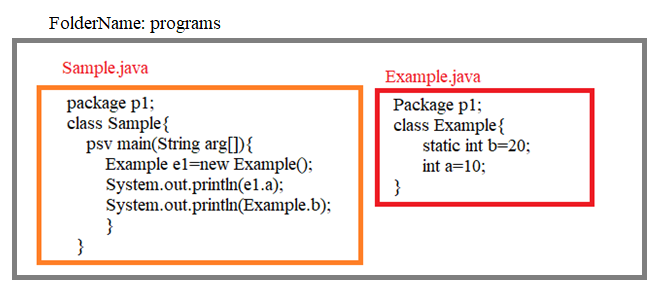 FolderName: programs
Sample.java
package p1;
class Sample{
psv main(String arg[]){
Example e1=new Example();
System.out.println(e1.a);
System.out.println(Example.b);
}
}
Example.java
Package p1;
class Example{
static int b=20;
int a=10;
}